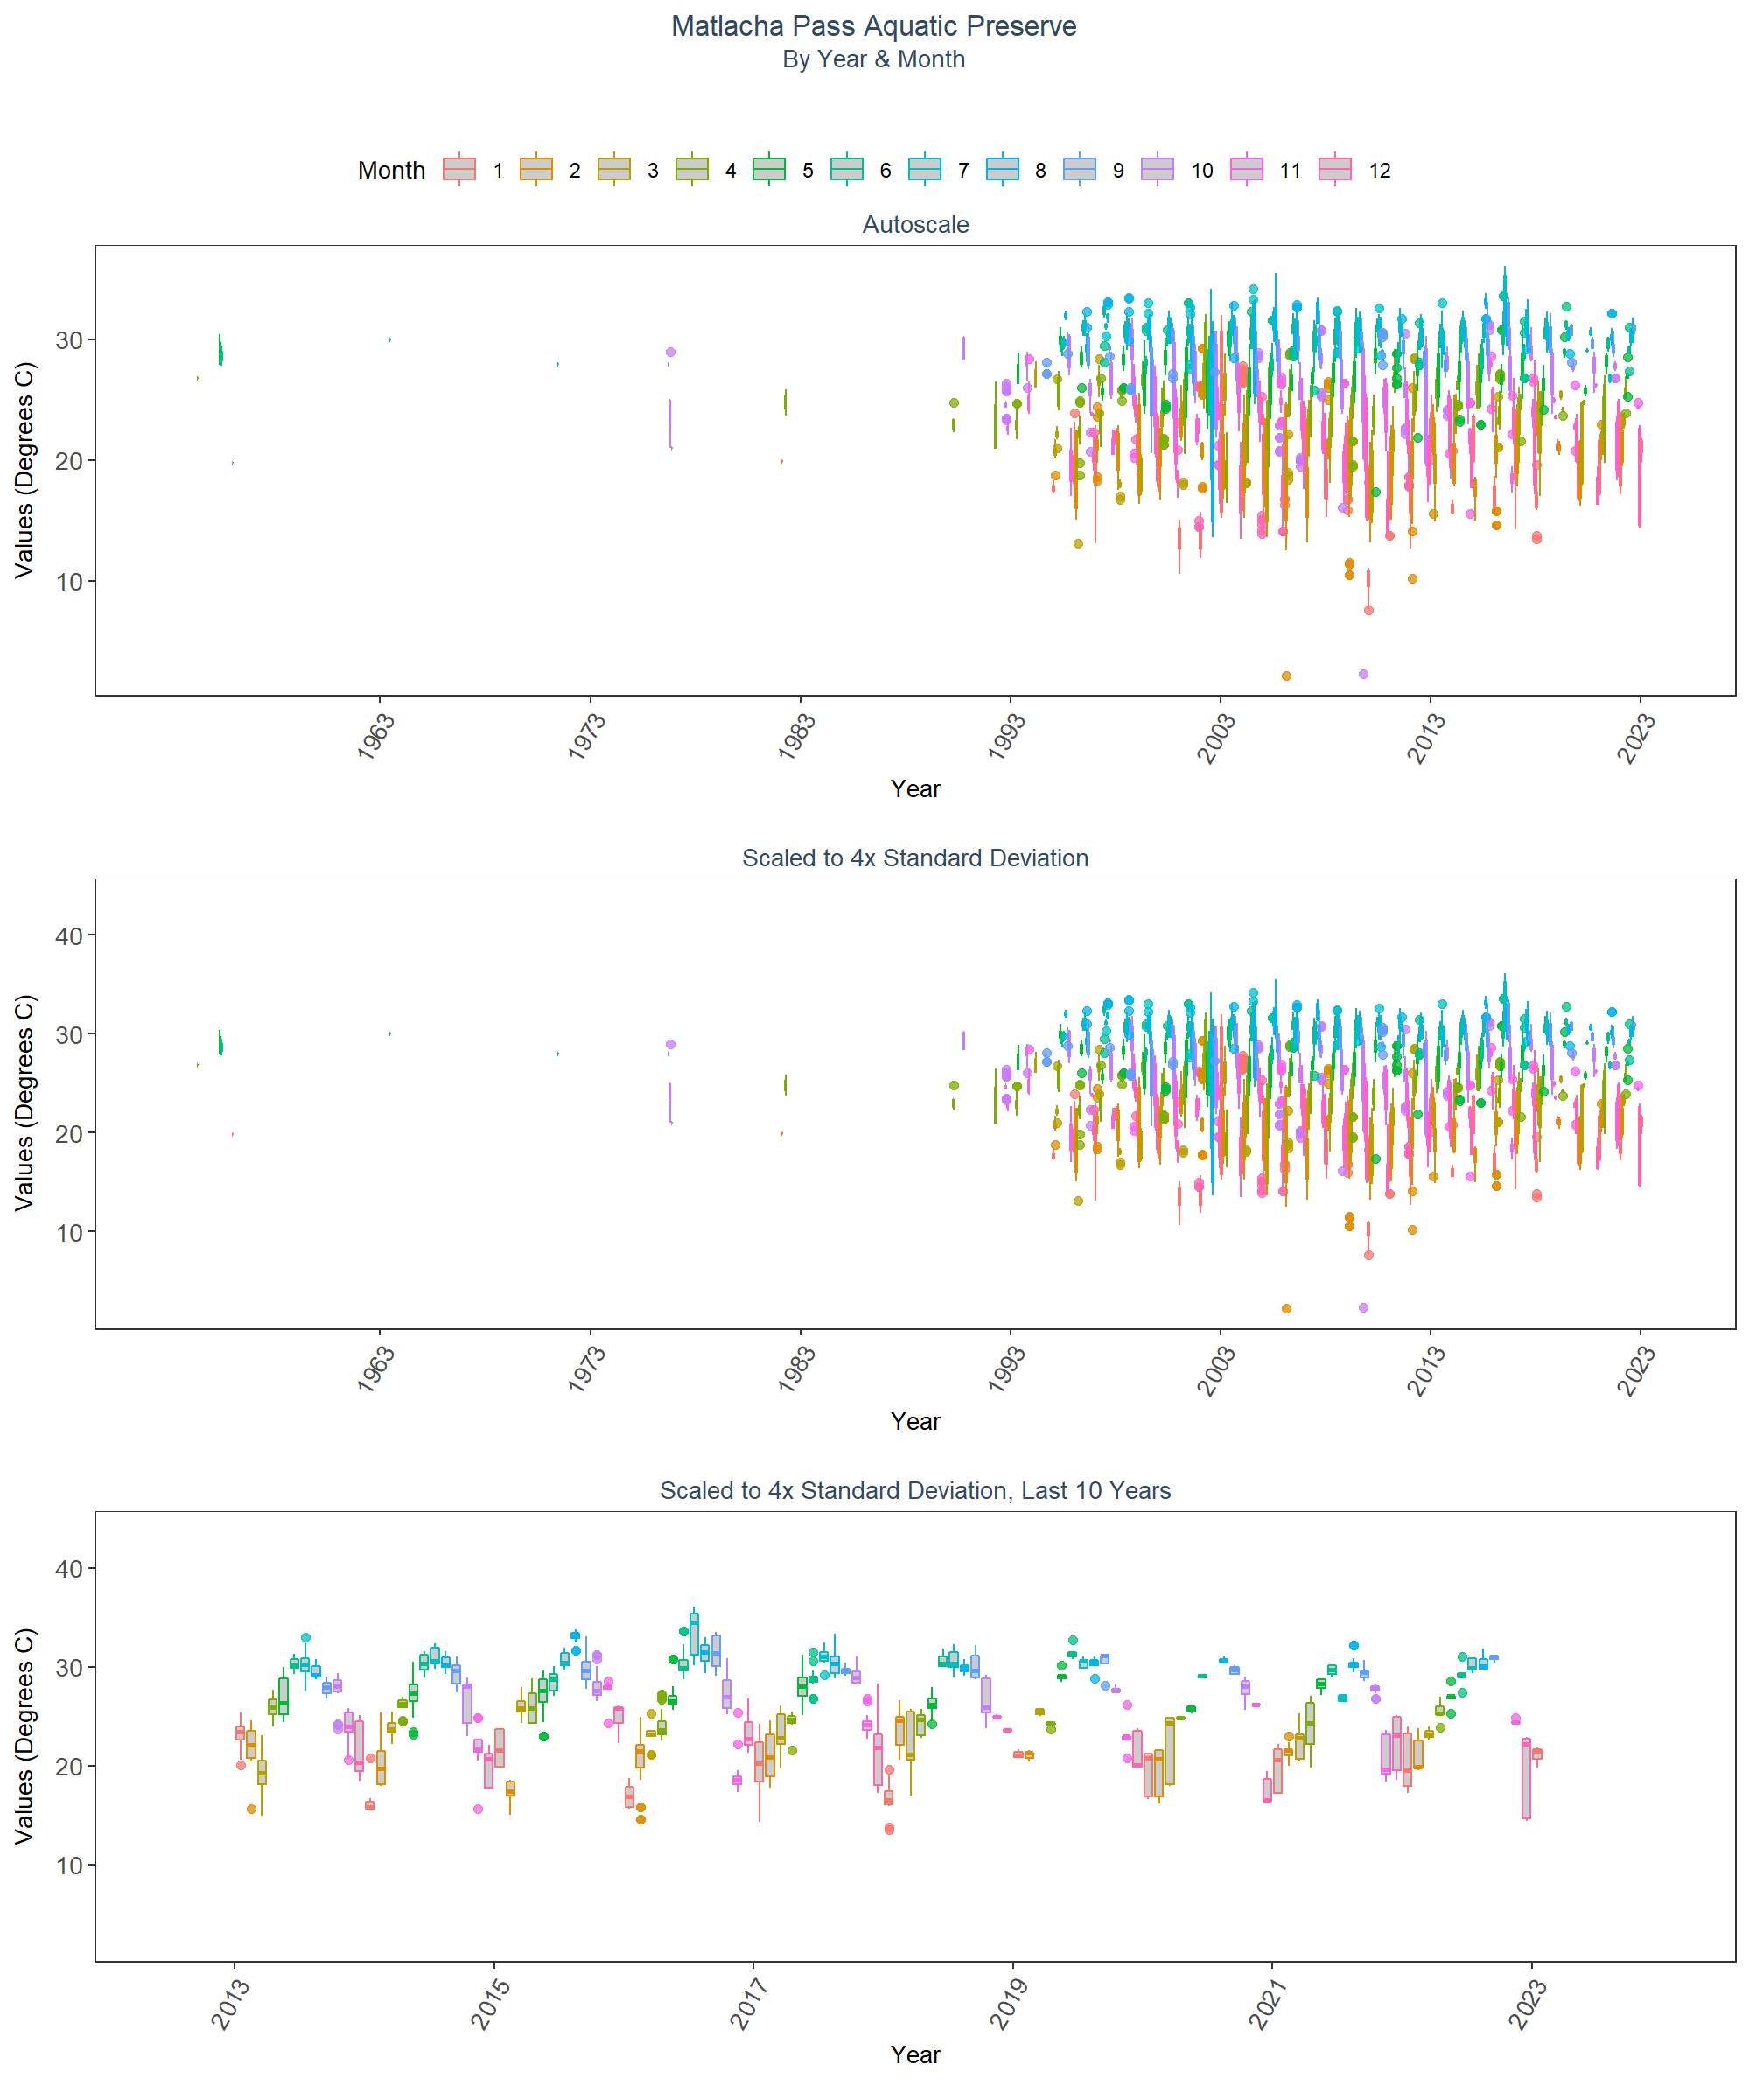 Matlacha Pass Aquatic Preserve
By Year & Month
Month 1 2 3 4 5 6 7 8 9 10 11 12
Autoscale
Values (Degrees C)
30
20
10
1963 1973 1983 1993 2003 2013 2023
Year
Scaled to 4x Standard Deviation
Values (Degrees C)
40
30
20
10
1963 1973 1983 1993 2003 2013 2023
Year
Scaled to 4x Standard Deviation, Last 10 Years
Values (Degrees C)
40
30
20
10
2013 2015 2017 2019 2021 2023
Year